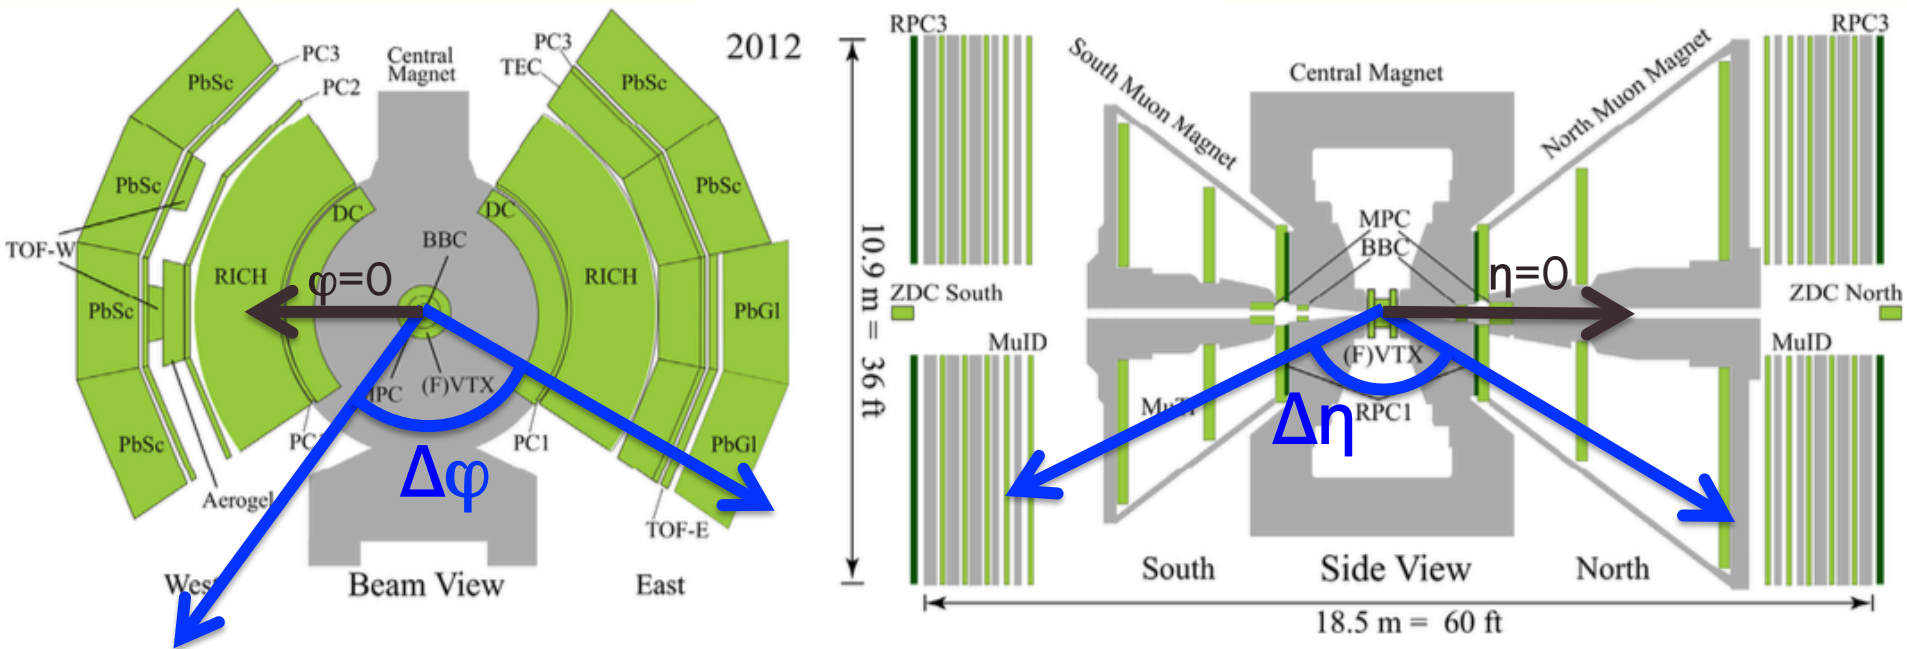 2012
Central
Magnet
PC3
PbSc
PC2
PbSc
TOF-W
PbSc
PbSc
RICH
DC
φ=0
BBC
(F)VTX
Aerogel
Δφ
West
Beam View
East
PC3
TEC
PbSc
PbSc
DC
RICH
PbGl
PbGl
PC1
TOF-E
RPC3
South Muon Magnet
Central Magnet
North Muon Magnet
RPC3
10.9 m = 36 ft
MPC
BBC
η=0
ZDC South
ZDC North
MuID
(F)VTX
MuID
RPC1
Δη
South
Side View
North
18.5 m = 60 ft